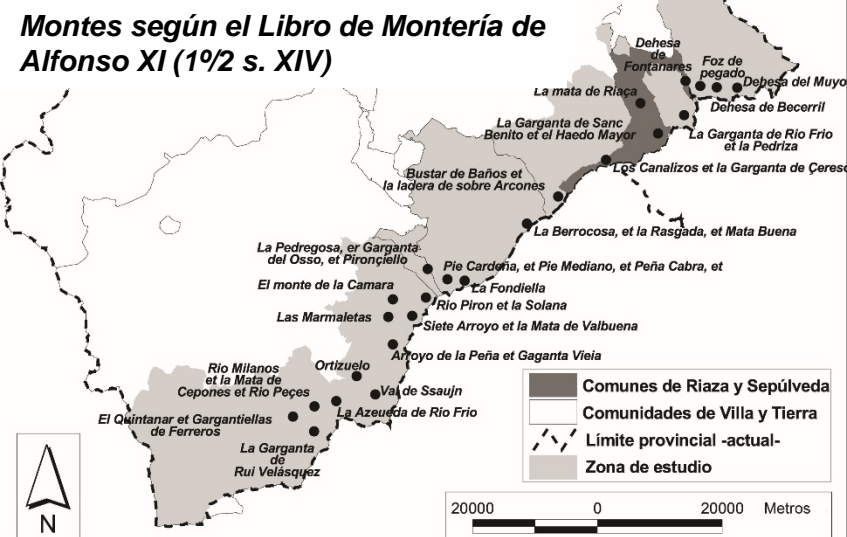 Montes según el Libro de Montería de
Alfonso XI (1º/2 s. XIV)
Dehesa
de
Fontanares
Foz de
pegado
Dehesa del Muyo
La mata de Riaça
Dehesa de Becerril
La Garganta de Sanc
Benito et el Haedo Mayor
La Garganta de Rio Frio
et la Pedriza
Los Canalizos et la Garganta de Çereso
Bustar de Baños et
la ladera de sobre Arcones
La Berrocosa, et la Rasgada, et Mata Buena
La Pedregosa, er Garganta
del Osso, et Pironçiello
Pie Cardeña, et Pie Mediano, et Peña Cabra, et
La Fondiella
El monte de la Camara
Rio Piron et la Solana
Las Marmaletas
Siete Arroyo et la Mata de Valbuena
Arroyo de la Peña et Gaganta Vieia
Ortizuelo
Rio Milanos
et la Mata de
Cepones et Rio Peçes
Val de Ssaujn
La Azeueda de Rio Frio
El Quintanar et Gargantiellas
de Ferreros
La Garganta
de
Rui Velásquez
Comunes de Riaza y Sepúlveda
Comunidades de Villa y Tierra
Límite provincial -actual-
Zona de estudio
N
20000 0 20000 Metros